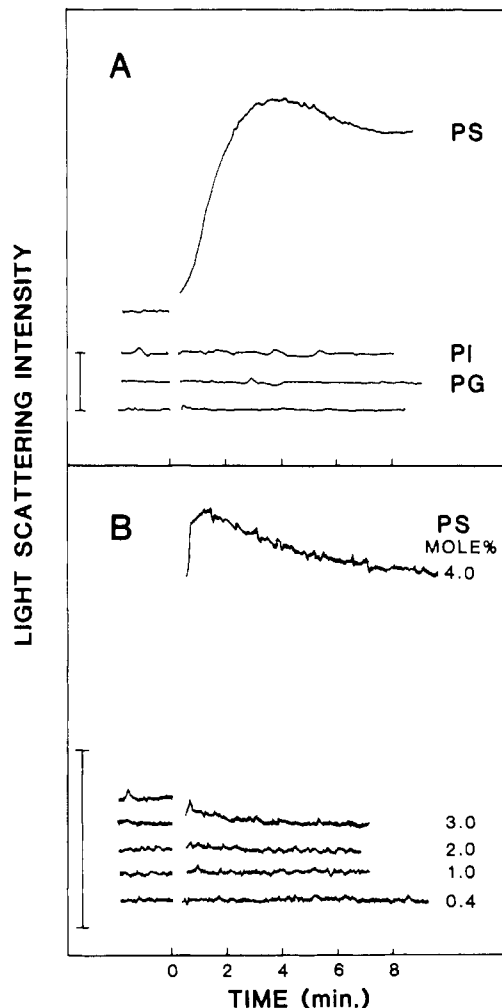 LIGHT SCATTERING INTENSITY
A
PS
PI
PG
B
PS
MOLE%
4.0
3.0
2.0
1.0
0.4
0 2 4 6 8
TIME (min,)